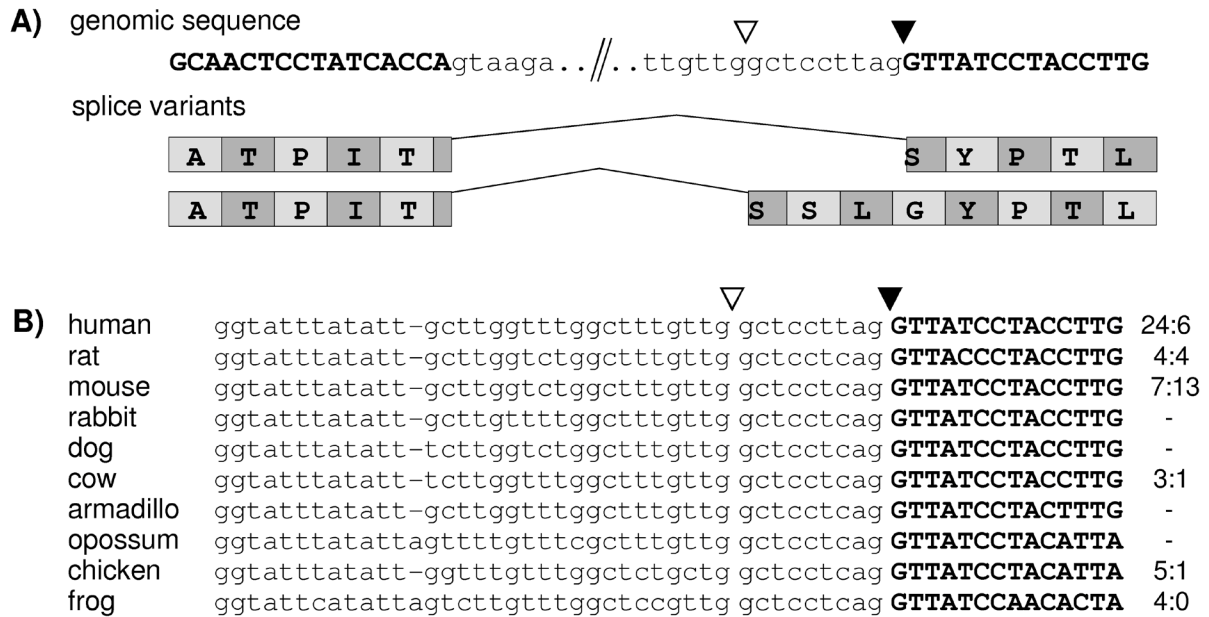 A) genomic sequence
GCAACTCCTATCACCAgtaaga..//..ttgttggctccttagGTTATCCTACCTTG
splice variants
A T P I T S Y P T L
A T P I T S S L G Y P T L
B) human ggtatttatatt-gcttggtttggctttgttg gctccttag GTTATCCTACCTTG 24:6
rat ggtatttatatt-gcttggtctggctttgttg gctcctcag GTTACCCTACCTTG 4:4
mouse ggtatttatatt-gcttggtctggctttgttg gctcctcag GTTATCCTACCTTG 7:13
rabbit ggtatttatatt-gcttgttttggctttgttg gctcctcag GTTATCCTACCTTG -
dog ggtatttatatt-tcttggtctggctttgttg gctcctcag GTTATCCTACCTTG -
cow ggtatttatatt-tcttggtttggctttgttg gctcctcag GTTATCCTACCTTG 3:1
armadillo ggtatttatatt-gcttggtttggctttgttg gctcctcag GTTATCCTACTTTG -
opossum ggtatttatattagttttgtttcgctttgttg gctcctcag GTTATCCTACATTA -
chicken ggtatttatatt-ggtttgtttggctctgctg gctcctcag GTTATCCTACATTA 5:1
frog ggtattcatattagtcttgtttggctccgttg gctcctcag GTTATCCAACACTA 4:0